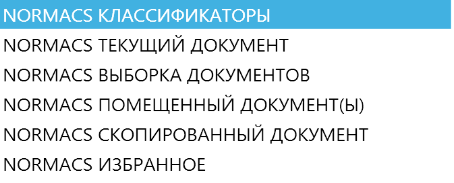 NORMACS КЛАССИФИКАТОРЫ
NORMACS ТЕКУЩИЙ ДОКУМЕНТ
NORMACS ВЫБОРКА ДОКУМЕНТОВ
NORMACS ПОМЕЩЕННЫЙ ДОКУМЕНТ(Ы)
NORMACS СКОПИРОВАННЫЙ ДОКУМЕНТ
NORMACS ИЗБРАННОЕ